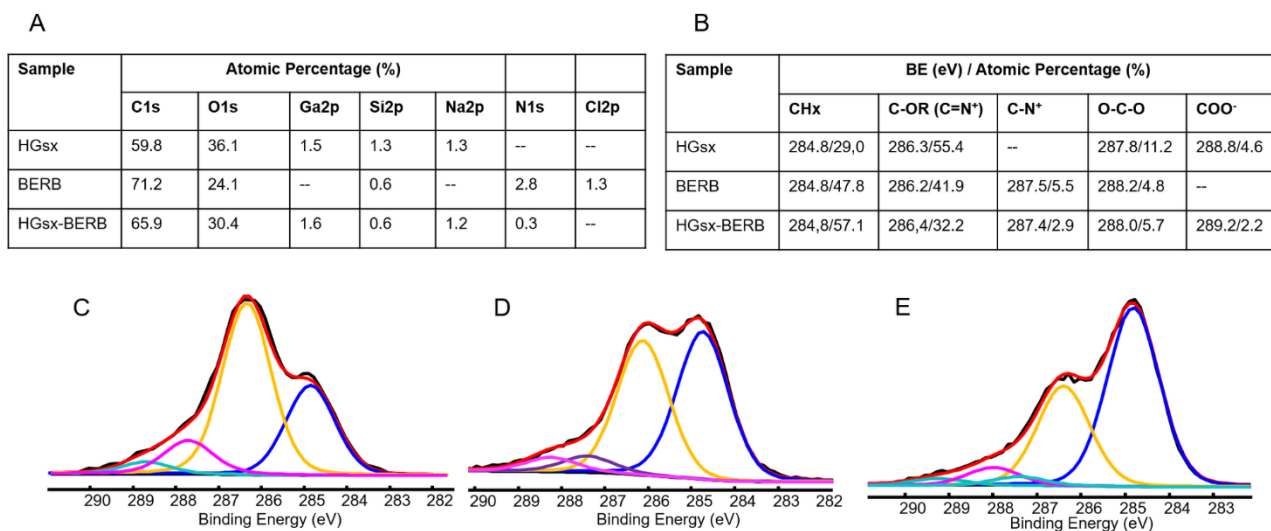 A
Sample Atomic Percentage (%)
C1s O1s Ga2p Si2p Na2p N1s Cl2p
HGsx 59.8 36.1 1.5 1.3 1.3 -- --
BERB 71.2 24.1 -- 0.6 -- 2.8 1.3
HGsx-BERB 65.9 30.4 1.6 0.6 1.2 0.3 --
B
Sample BE (eV) / Atomic Percentage (%)
CHx C-OR (C=N⁺) C-N⁺ O-C-O COO⁻
HGsx 284.8/29,0 286.3/55.4 -- 287.8/11.2 288.8/4.6
BERB 284.8/47.8 286.2/41.9 287.5/5.5 288.2/4.8 --
HGsx-BERB 284,8/57.1 286,4/32.2 287.4/2.9 288.0/5.7 289.2/2.2
C
290 289 288 287 286 285 284 283 282
Binding Energy (eV)
D
290 289 288 287 286 285 284 283 282
Binding Energy (eV)
E
290 289 288 287 286 285 284 283
Binding Energy (eV)